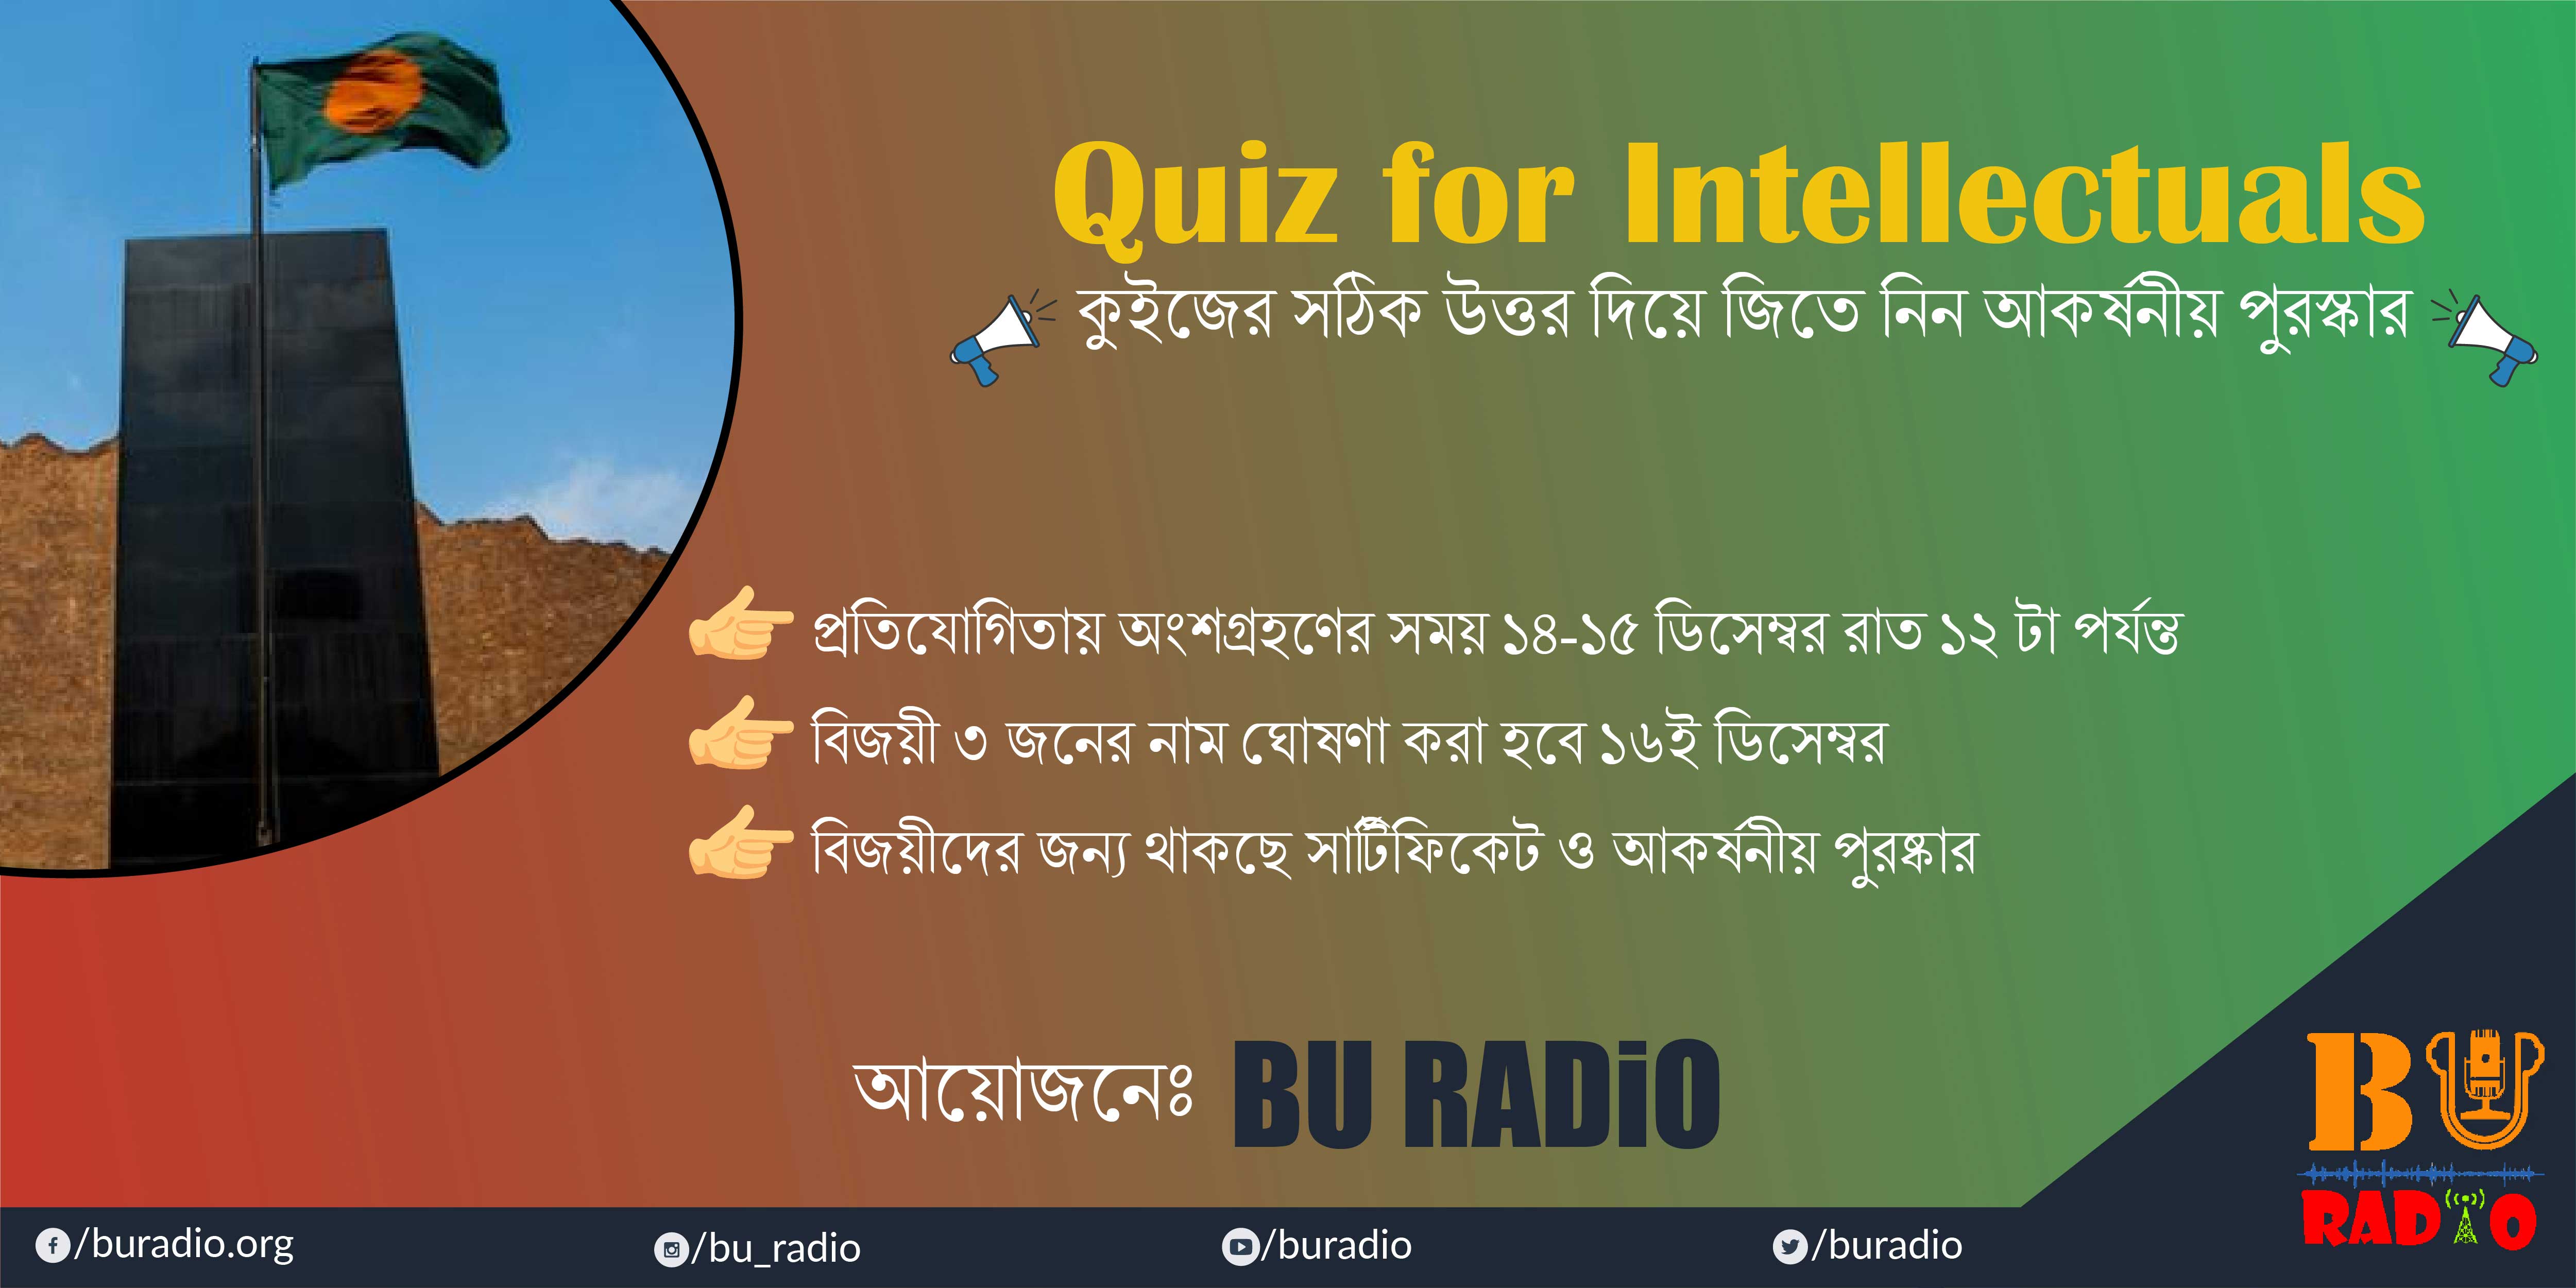 Quiz for Intellectuals
কুইজের সঠিক উত্তর দিয়ে জিতে নিন আকর্ষনীয় পুরস্কার
প্রতিযোগিতায় অংশগ্রহণের সময় ১৪-১৫ ডিসেম্বর রাত ১২ টা পর্যন্ত
বিজয়ী ৩ জনের নাম ঘোষণা করা হবে ১৬ই ডিসেম্বর
বিজয়ীদের জন্য থাকছে সার্টিফিকেট ও আকর্ষনীয় পুরষ্কার
আয়োজনেঃ BU RADiO
BU
RADiO
/buradio.org /bu_radio /buradio /buradio